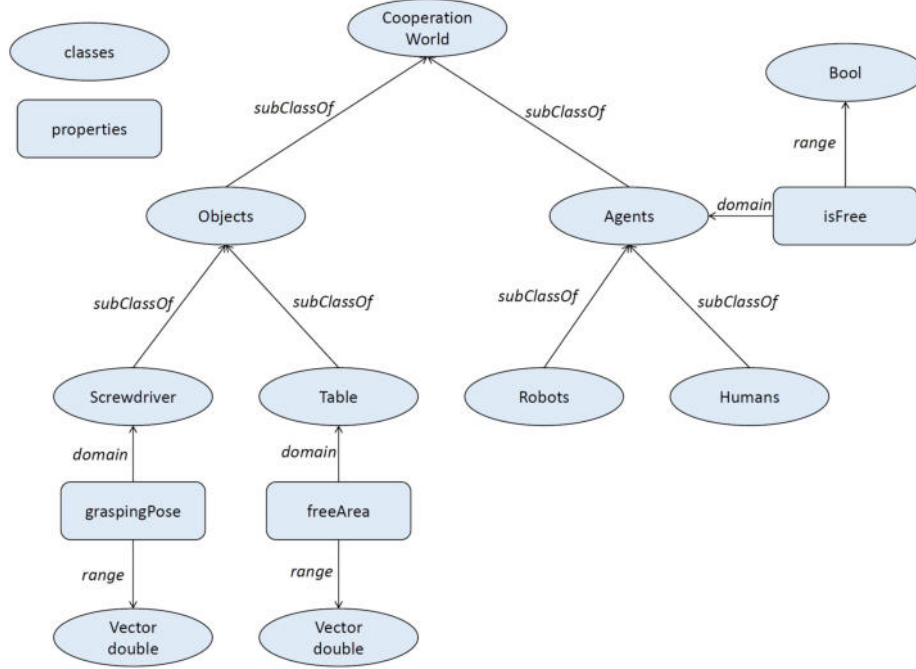 Cooperation
World
classes
Bool
subClassOf
subClassOf
properties
range
Objects
Agents
domain
isFree
subClassOf
subClassOf
subClassOf
subClassOf
Screwdriver
Table
Robots
Humans
domain
domain
graspingPose
freeArea
range
range
Vector
double
Vector
double